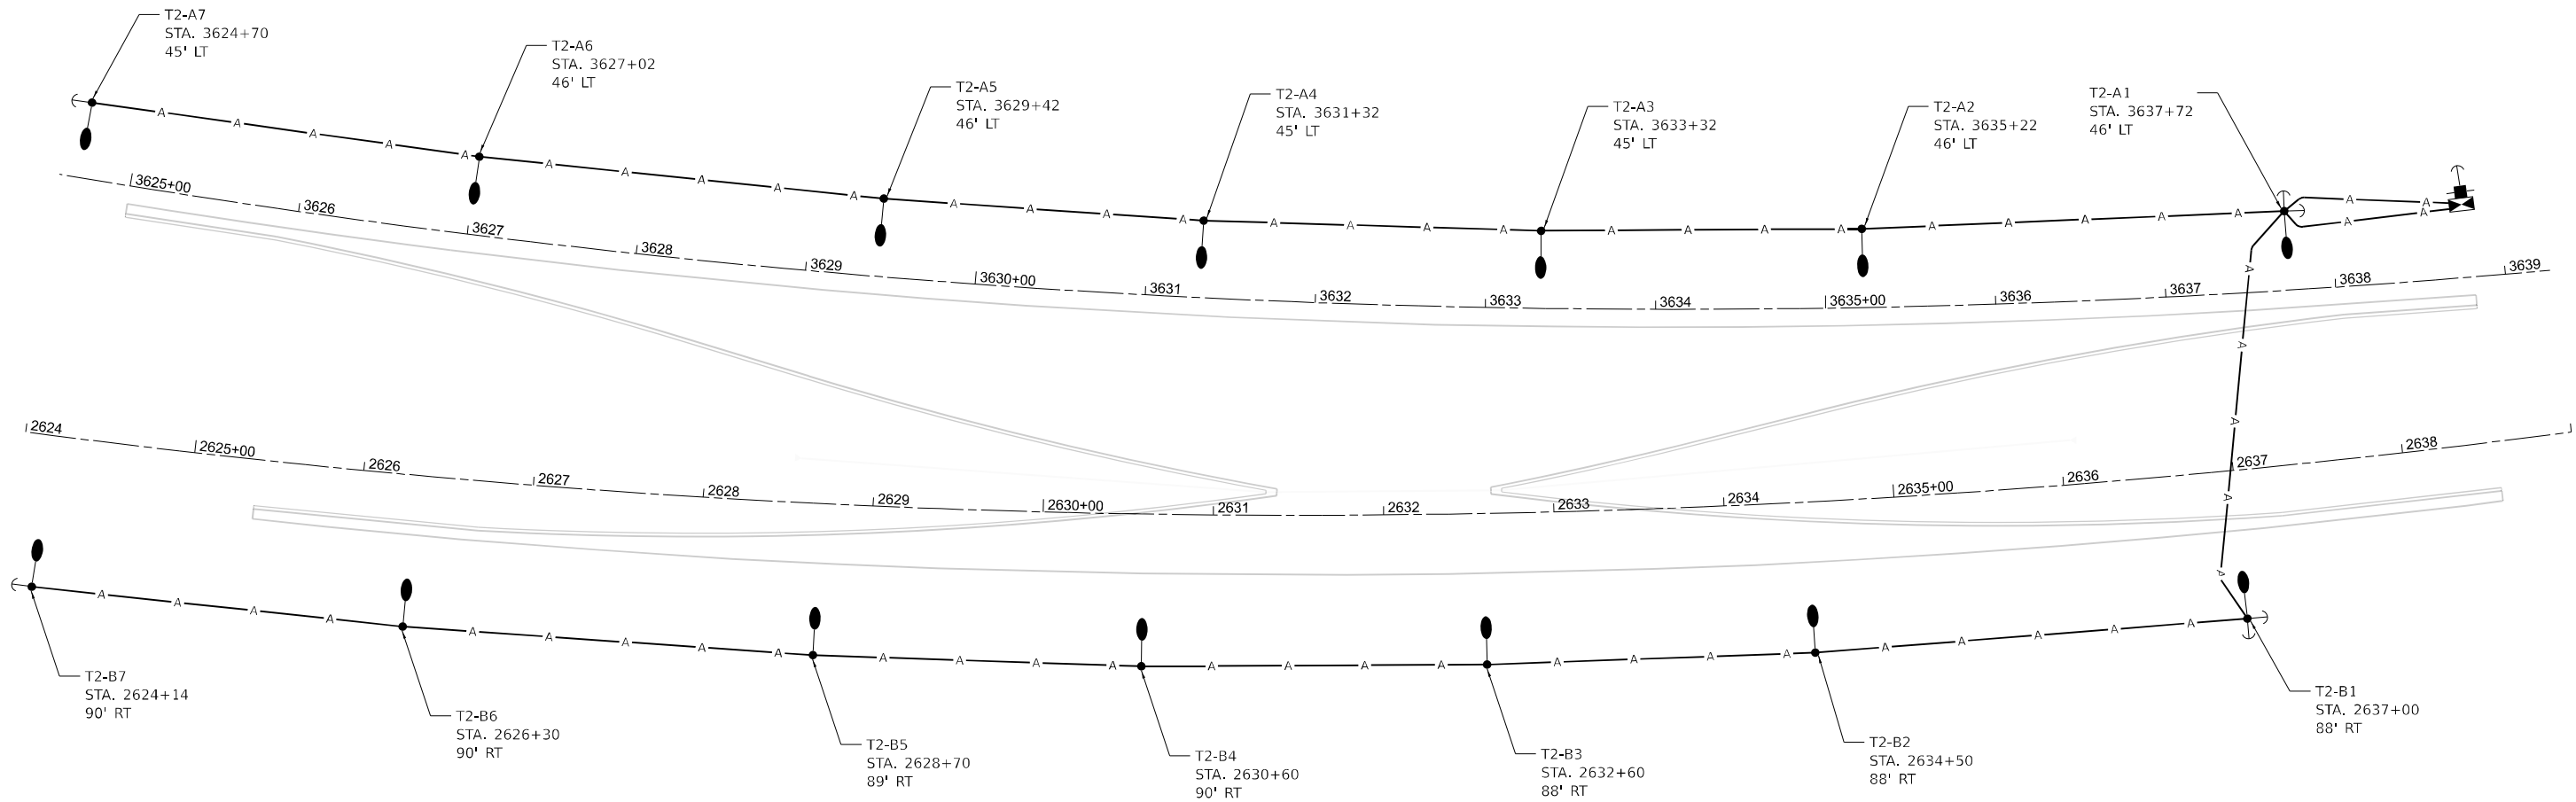 T2-A7
STA. 3624+70
45' LT
T2-A6
STA. 3627+02
46' LT
T2-A5
STA. 3629+42
46' LT
T2-A4
STA. 3631+32
45' LT
T2-A3
STA. 3633+32
45' LT
T2-A2
STA. 3635+22
46' LT
T2-A1
STA. 3637+72
46' LT
A A A A A A A A A A A A A A A A A A A A A A A A A A A A A
A A
A A
3625+00
3626
3627
3628
3629
3630+00
3631
3632
3633
3634
3635+00
3636
3637
3638
3639
A
A
A
A
A
2624
2625+00
2626
2627
2628
2629
2630+00
2631
2632
2633
2634
2635+00
2636
2637
2638
A A A A A A A A A A A A A A A A A A A A A A A A A A A A A
T2-B7
STA. 2624+14
90' RT
T2-B6
STA. 2626+30
90' RT
T2-B5
STA. 2628+70
89' RT
T2-B4
STA. 2630+60
90' RT
T2-B3
STA. 2632+60
88' RT
T2-B2
STA. 2634+50
88' RT
T2-B1
STA. 2637+00
88' RT